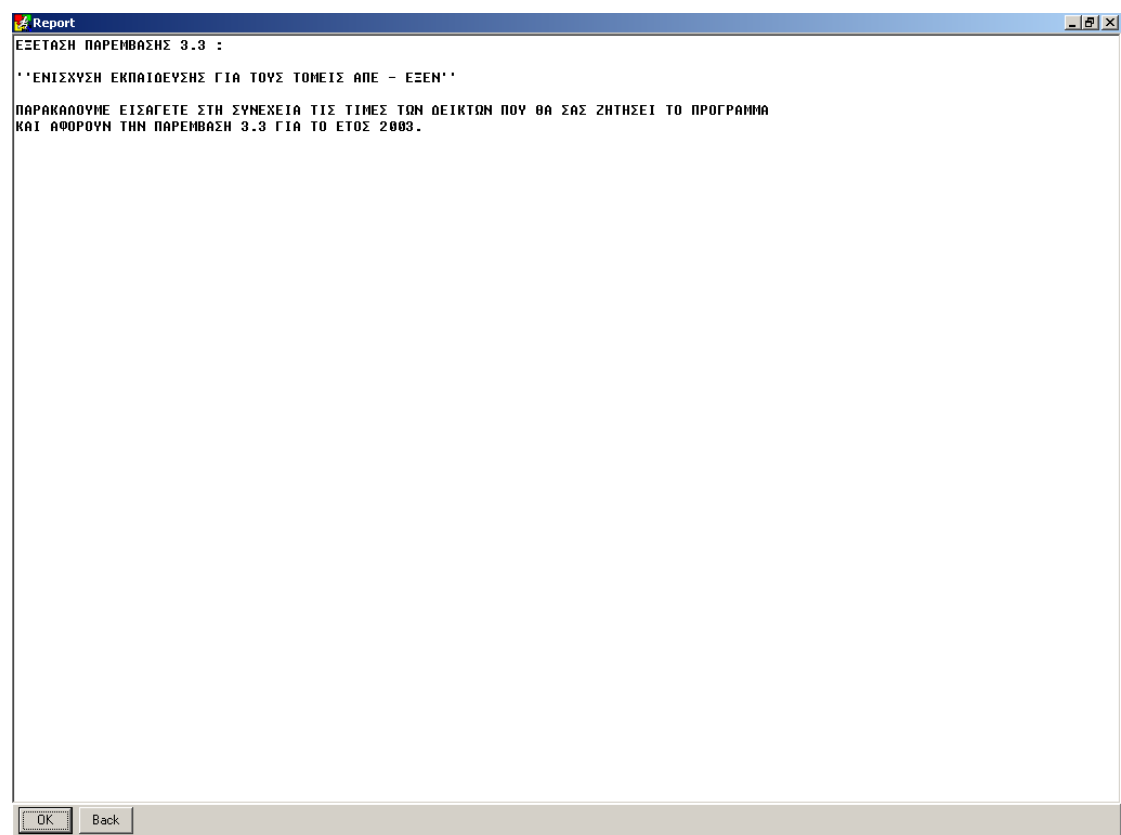 Report
ΕΞΕΤΑΣΗ ΠΑΡΕΜΒΑΣΗΣ 3.3 :
''ΕΝΙΣΧΥΣΗ ΕΚΠΑΙΔΕΥΣΗΣ ΓΙΑ ΤΟΥΣ ΤΟΜΕΙΣ ΑΠΕ - ΕΞΕΝ''
ΠΑΡΑΚΑΛΟΥΜΕ ΕΙΣΑΓΕΤΕ ΣΤΗ ΣΥΝΕΧΕΙΑ ΤΙΣ ΤΙΜΕΣ ΤΩΝ ΔΕΙΚΤΩΝ ΠΟΥ ΘΑ ΣΑΣ ΖΗΤΗΣΕΙ ΤΟ ΠΡΟΓΡΑΜΜΑ
ΚΑΙ ΑΦΟΡΟΥΝ ΤΗΝ ΠΑΡΕΜΒΑΣΗ 3.3 ΓΙΑ ΤΟ ΕΤΟΣ 2003.
OK Back